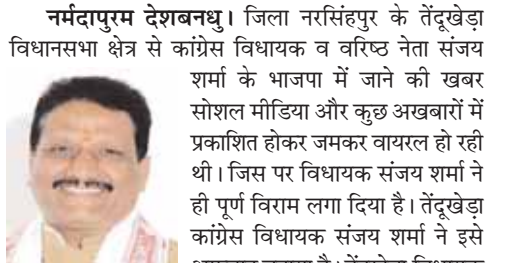 नर्मदापुरम देशबन्धु। जिला नरसिंहपुर के तेंदूखेड़ा
विधानसभा क्षेत्र से कांग्रेस विधायक व वरिष्ठ नेता संजय
शर्मा के भाजपा में जाने की खबर
सोशल मीडिया और कुछ अखबारों में
प्रकाशित होकर जमकर वायरल हो रही
थी। जिस पर विधायक संजय शर्मा ने
ही पूर्ण विराम लगा दिया है। तेंदूखेड़ा
कांग्रेस विधायक संजय शर्मा ने इसे